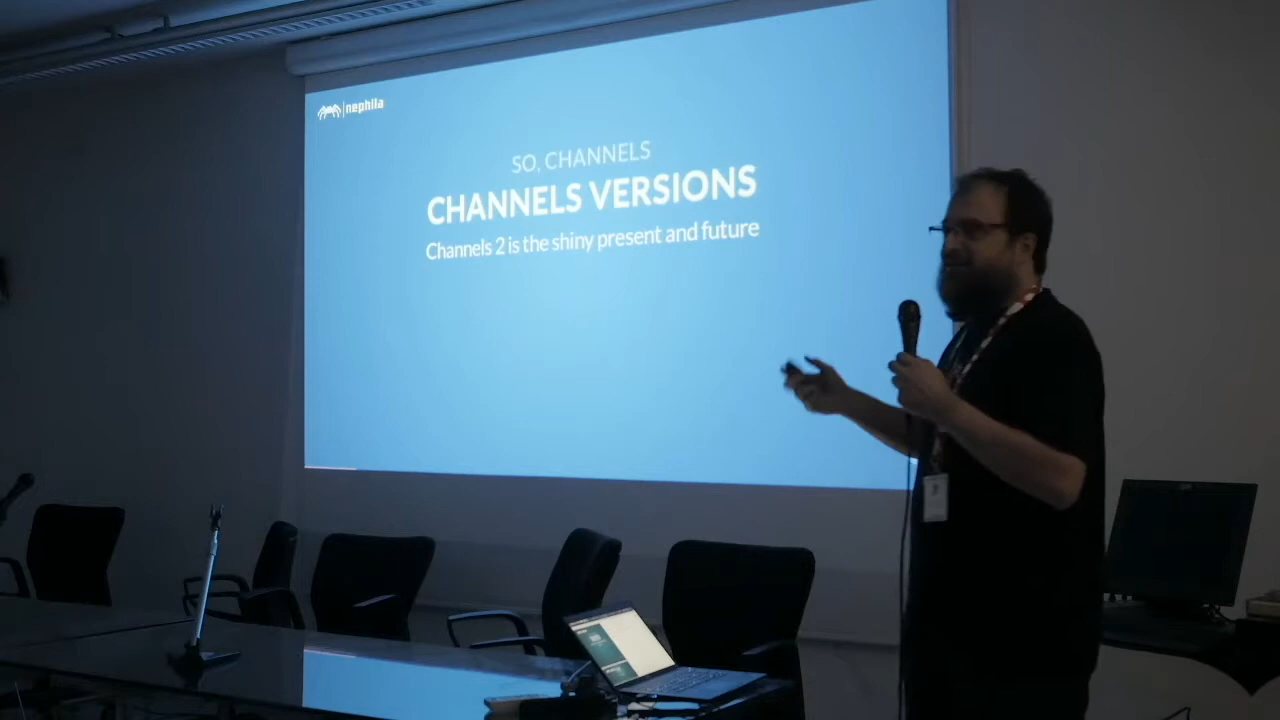 nephila
SO, CHANNELS
CHANNELS VERSIONS
Channels 2 is the shiny present and future